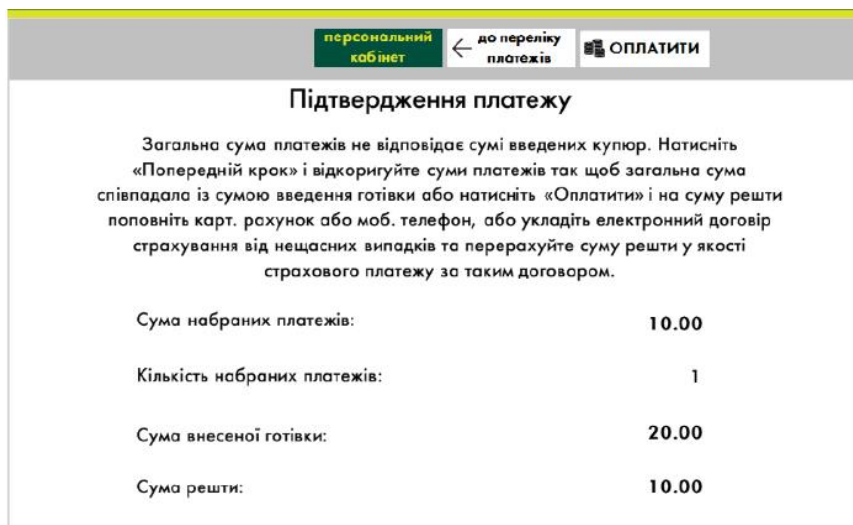 персональний
кабінет
до переліку
платежів
ОПЛАТИТИ
Підтвердження платежу
Загальна сума платежів не відповідає сумі введених купюр. Натисніть
«Попередній крок» і відкоригуйте суми платежів так щоб загальна сума
співпадала із сумою введення готівки або натисніть «Оплатити» і на суму решти
поповніть карт. рахунок або моб. телефон, або укладіть електронний договір
страхування від нещасних випадків та перерахуйте суму решти у якості
страхового платежу за таким договором.
Сума набраних платежів: 10.00
Кількість набраних платежів: 1
Сума внесеної готівки: 20.00
Сума решти: 10.00